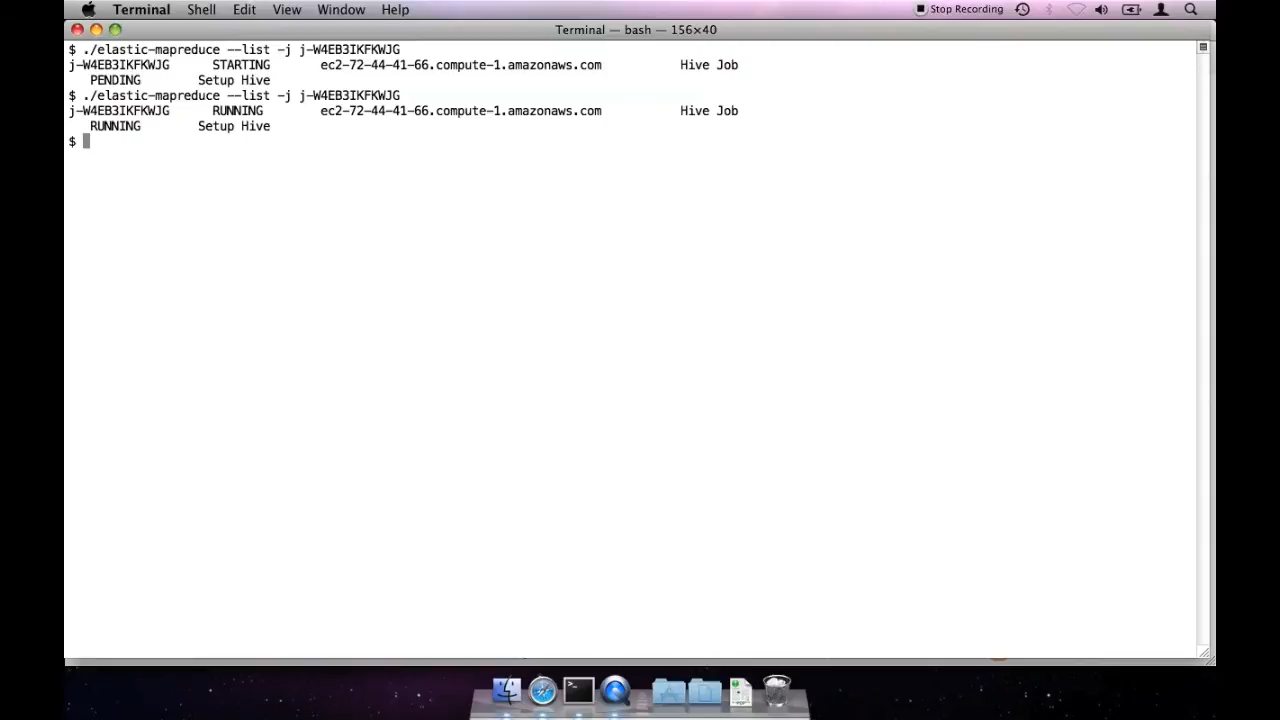 Terminal Shell Edit View Window Help Stop Recording
Terminal — bash — 156×40
$ ./elastic-mapreduce --list -j j-W4EB3IKFKWJG
j-W4EB3IKFKWJG STARTING ec2-72-44-41-66.compute-1.amazonaws.com Hive Job
PENDING Setup Hive
$ ./elastic-mapreduce --list -j j-W4EB3IKFKWJG
j-W4EB3IKFKWJG RUNNING ec2-72-44-41-66.compute-1.amazonaws.com Hive Job
RUNNING Setup Hive
$